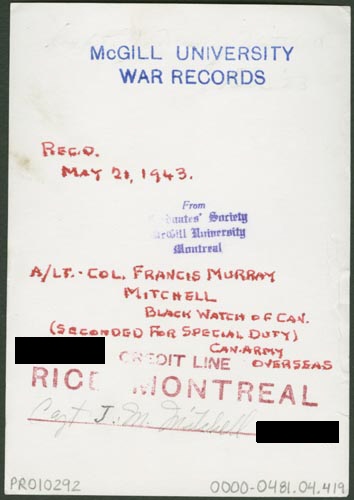 McGILL UNIVERSITY
WAR RECORDS
REC'D.
MAY 21, 1943.
From
Graduates' Society
McGill University
Montreal
A/LT.-COL. FRANCIS MURRAY
MITCHELL
BLACK WATCH OF CAN.
(SECONDED FOR SPECIAL DUTY)
CAN. ARMY
OVERSEAS
CREDIT LINE
RICE MONTREAL
Capt J. M. Mitchell
PR010292
0000-0481.04.419